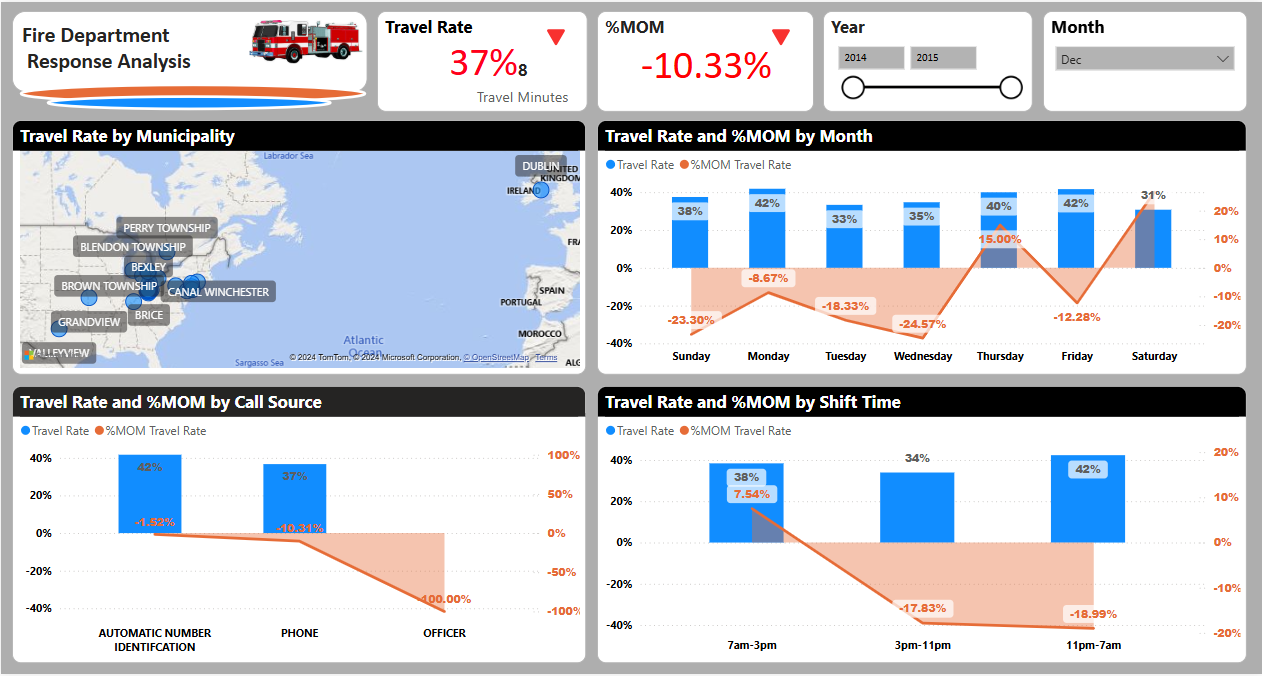 Fire Department
Response Analysis
Travel Rate
37%
8
Travel Minutes
%MOM
-10.33%
Year
2014
2015
Month
Dec
Travel Rate by Municipality
Labrador Sea
DUBLIN
UNITED
KINGDOM
IRELAND
PERRY TOWNSHIP
BLENDON TOWNSHIP
FRA
BEXLEY
BROWN TOWNSHIP
CANAL WINCHESTER
SPAIN
PORTUGAL
BRICE
GRANDVIEW
MOROCCO
Atlantic
Ocean
VALLEYVIEW
© 2024 TomTom, © 2024 Microsoft Corporation, © OpenStreetMap Terms
Sargasso Sea
ALG
Travel Rate and %MOM by Month
Travel Rate %MOM Travel Rate
40%
20%
0%
-20%
-40%
38%
42%
33%
35%
40%
42%
31%
-23.30%
-8.67%
-18.33%
-24.57%
15.00%
-12.28%
20%
10%
0%
-10%
-20%
Sunday Monday Tuesday Wednesday Thursday Friday Saturday
Travel Rate and %MOM by Call Source
Travel Rate %MOM Travel Rate
40%
20%
0%
-20%
-40%
42%
37%
-1.52%
-10.31%
-100.00%
100%
50%
0%
-50%
-100%
AUTOMATIC NUMBER
IDENTIFCATION
PHONE
OFFICER
Travel Rate and %MOM by Shift Time
Travel Rate %MOM Travel Rate
40%
20%
0%
-20%
-40%
38%
7.54%
34%
42%
-17.83%
-18.99%
20%
10%
0%
-10%
-20%
7am-3pm 3pm-11pm 11pm-7am